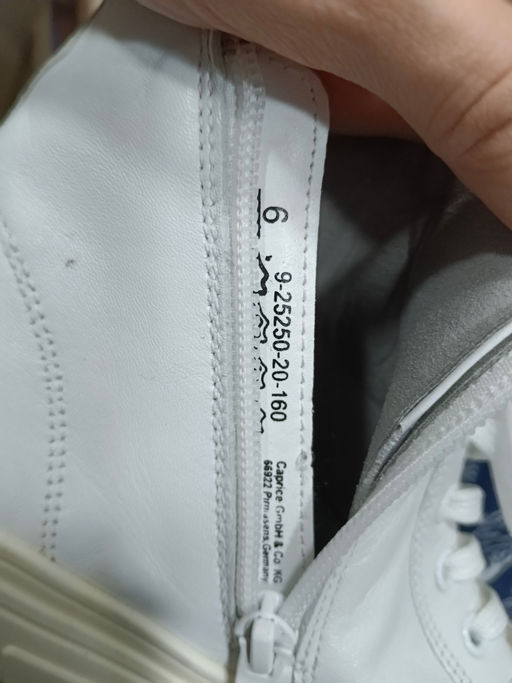 6
9-25250-20-160
Caprice GmbH & Co. KG
66922 Pirmasens, Germany